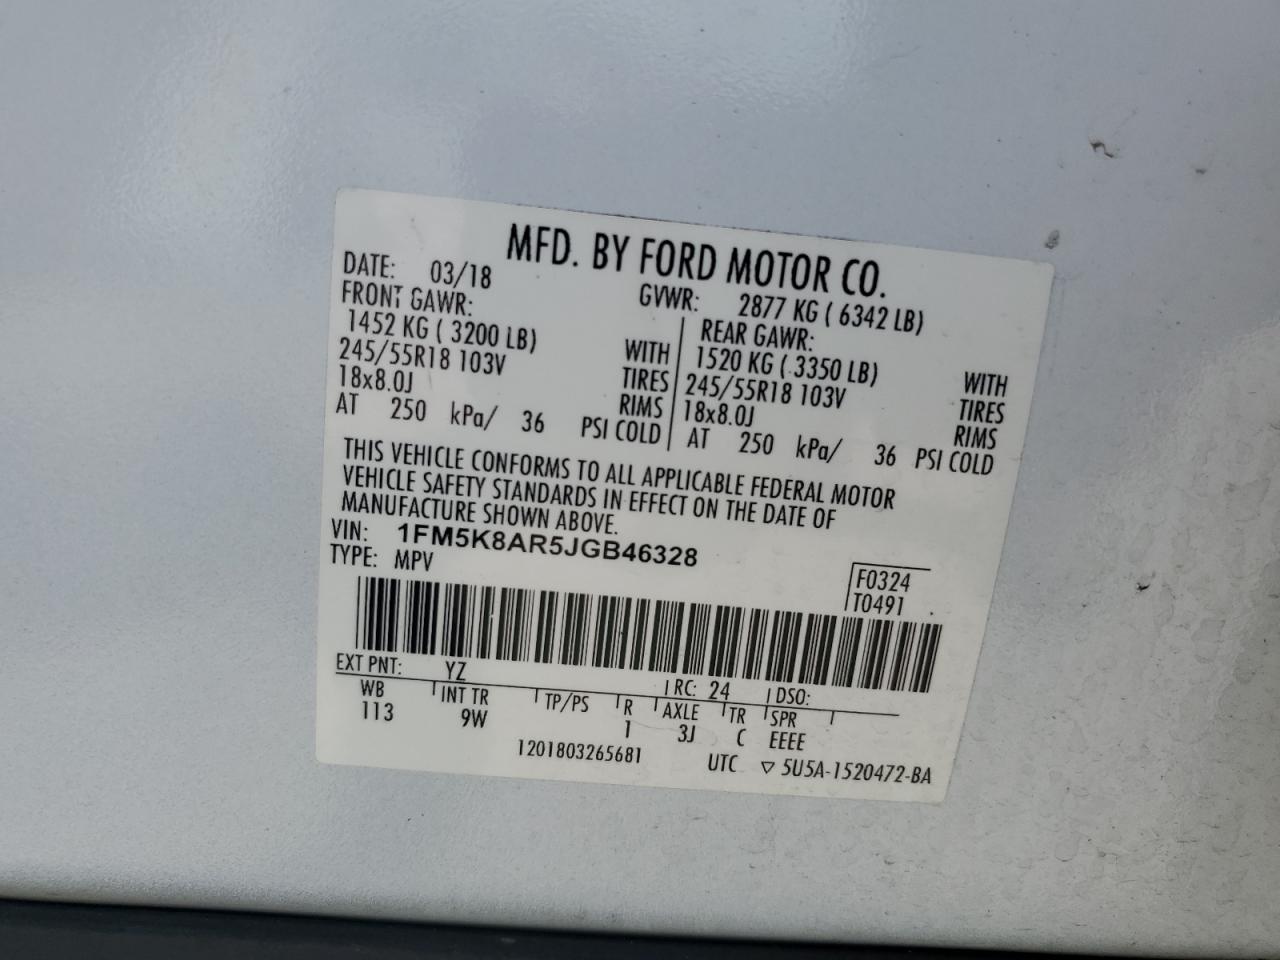 MFD. BY FORD MOTOR CO.
DATE: 03/18 GVWR: 2877 KG ( 6342 LB)
FRONT GAWR: REAR GAWR:
1452 KG ( 3200 LB) WITH 1520 KG ( 3350 LB) WITH
245/55R18 103V TIRES 245/55R18 103V TIRES
18x8.0J RIMS 18x8.0J RIMS
AT 250 kPa/ 36 PSI COLD AT 250 kPa/ 36 PSI COLD
THIS VEHICLE CONFORMS TO ALL APPLICABLE FEDERAL MOTOR
VEHICLE SAFETY STANDARDS IN EFFECT ON THE DATE OF
MANUFACTURE SHOWN ABOVE.
VIN: 1FM5K8AR5JGB46328
TYPE: MPV
F0324
T0491
EXT PNT: YZ RC: 24 DSO:
WB INT TR TP/PS R AXLE TR SPR
113 9W 1 3J C EEEE
1201803265681 UTC ▽ 5U5A-1520472-BA